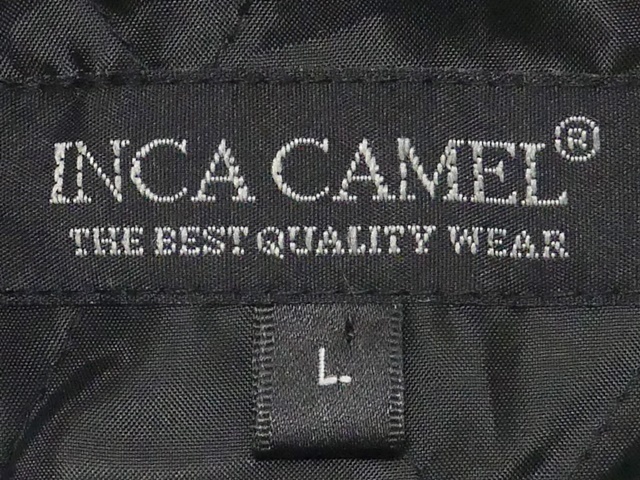 INCA CAMEL®
THE BEST QUALITY WEAR
L